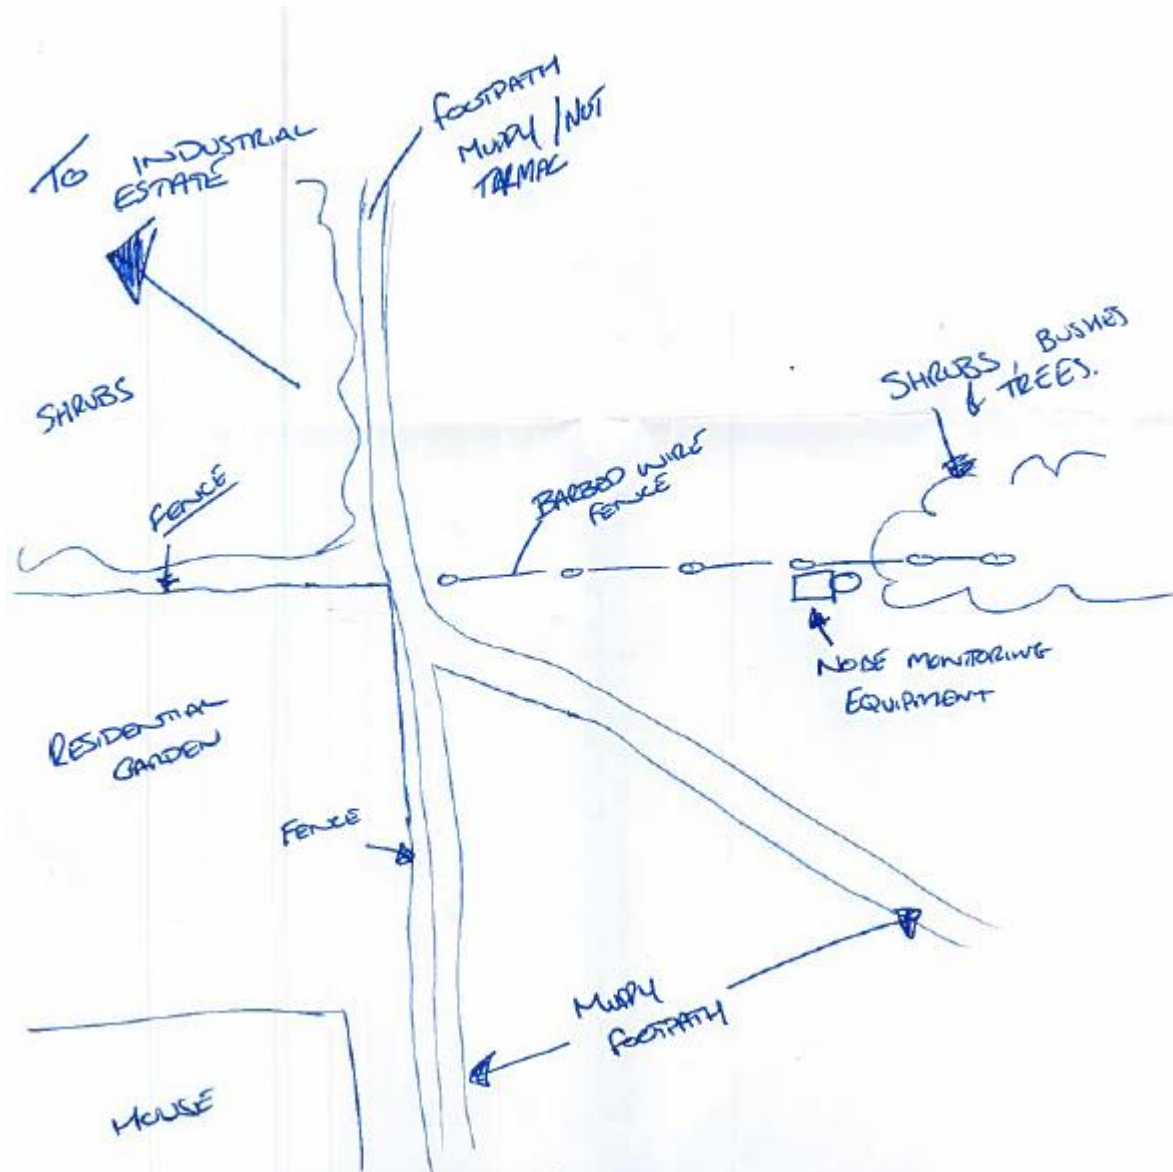 FOOTPATH
MUDDY / NOT
TARMAC
TO INDUSTRIAL
ESTATE
SHRUBS, BUSHES
& TREES.
SHRUBS
FENCE
BARBED WIRE
FENCE
NOISE MONITORING
EQUIPMENT
RESIDENTIAL
GARDEN
FENCE
MUDDY
FOOTPATH
HOUSE